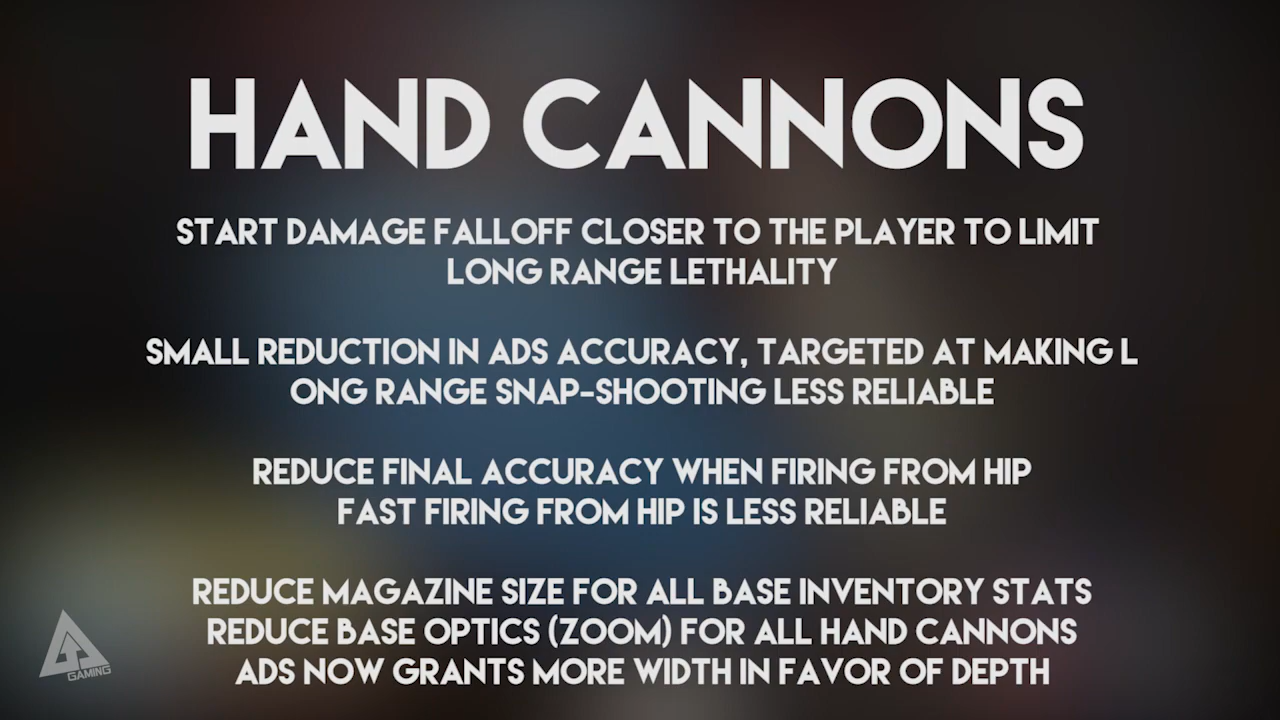 HAND CANNONS
START DAMAGE FALLOFF CLOSER TO THE PLAYER TO LIMIT
LONG RANGE LETHALITY
SMALL REDUCTION IN ADS ACCURACY, TARGETED AT MAKING L
ONG RANGE SNAP-SHOOTING LESS RELIABLE
REDUCE FINAL ACCURACY WHEN FIRING FROM HIP
FAST FIRING FROM HIP IS LESS RELIABLE
REDUCE MAGAZINE SIZE FOR ALL BASE INVENTORY STATS
REDUCE BASE OPTICS (ZOOM) FOR ALL HAND CANNONS
ADS NOW GRANTS MORE WIDTH IN FAVOR OF DEPTH
GAMING